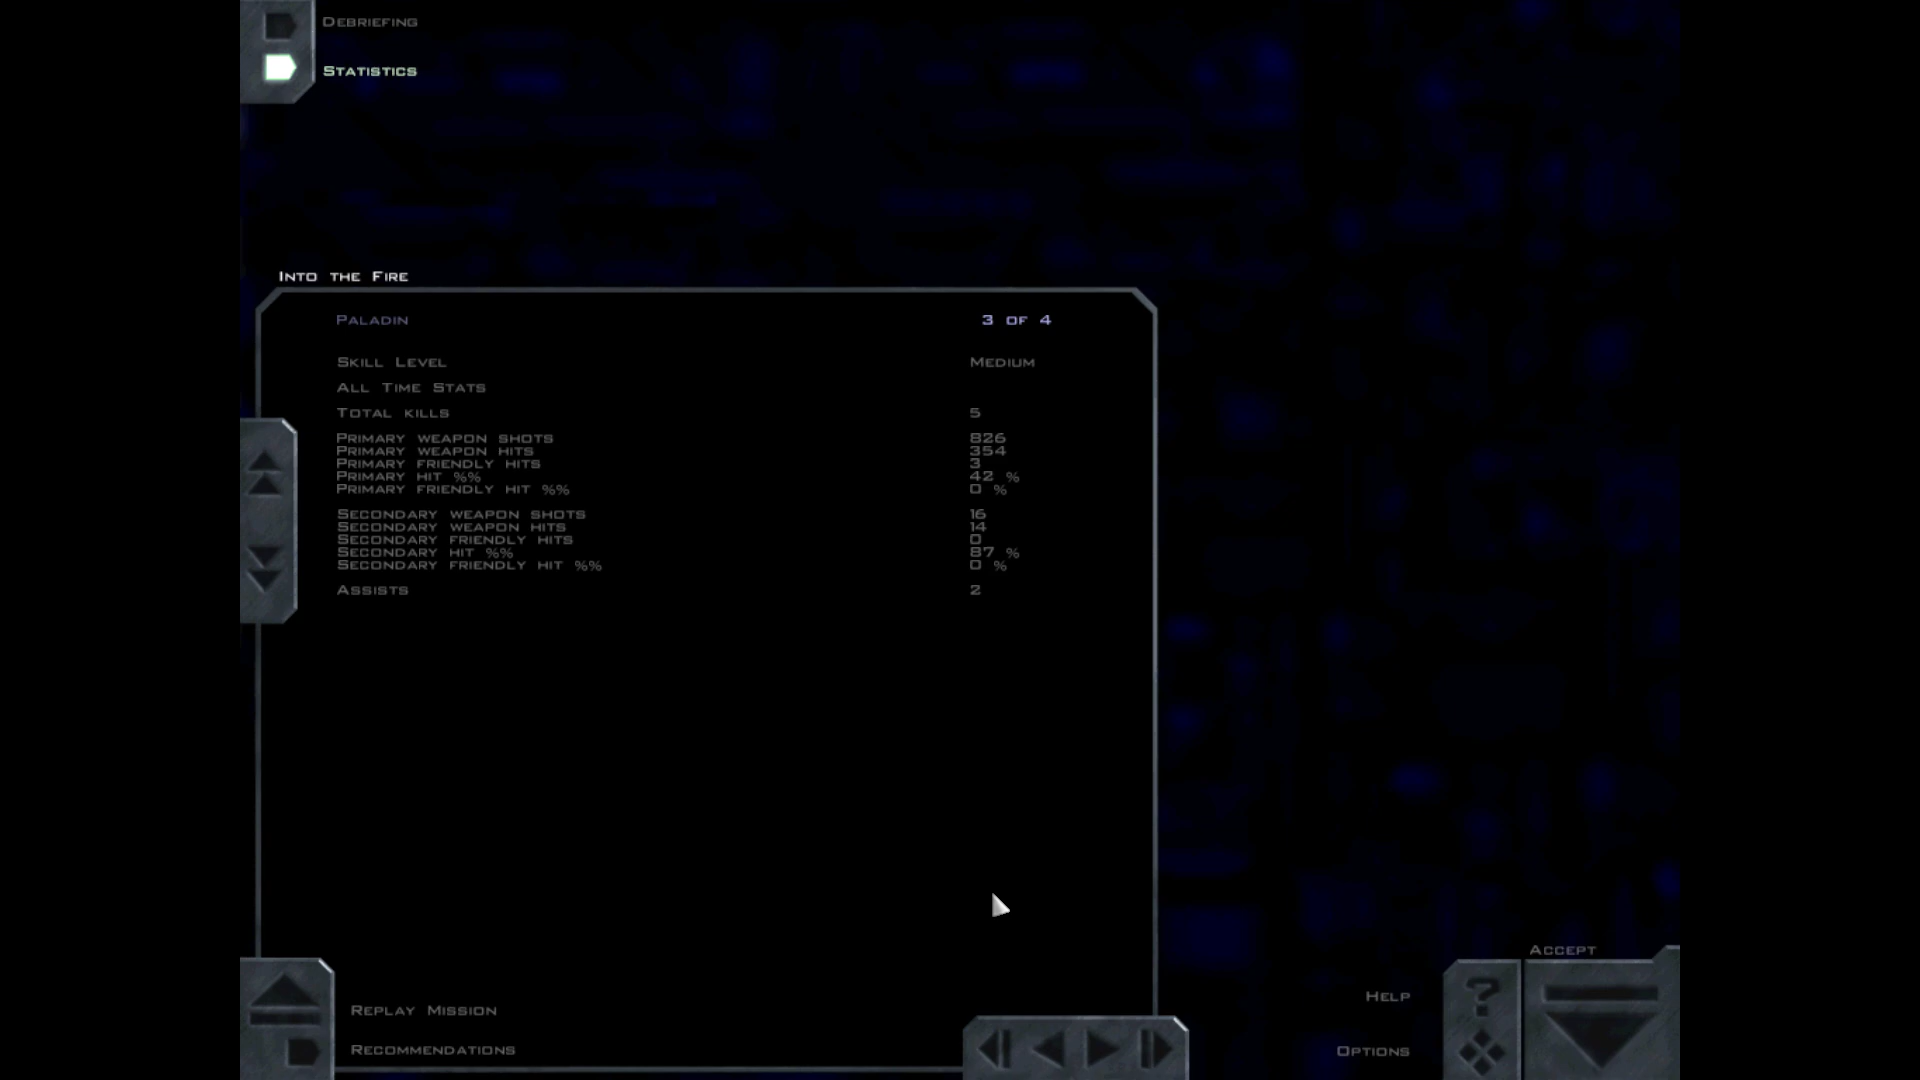 Debriefing
Statistics
Into the Fire
Paladin 3 of 4
Skill Level Medium
All Time Stats
Total kills 5
Primary weapon shots 826
Primary weapon hits 354
Primary friendly hits 3
Primary hit %% 42 %
Primary friendly hit %% 0 %
Secondary weapon shots 16
Secondary weapon hits 14
Secondary friendly hits 0
Secondary hit %% 87 %
Secondary friendly hit %% 0 %
Assists 2
Accept
Help
?
Replay Mission
Recommendations
Options